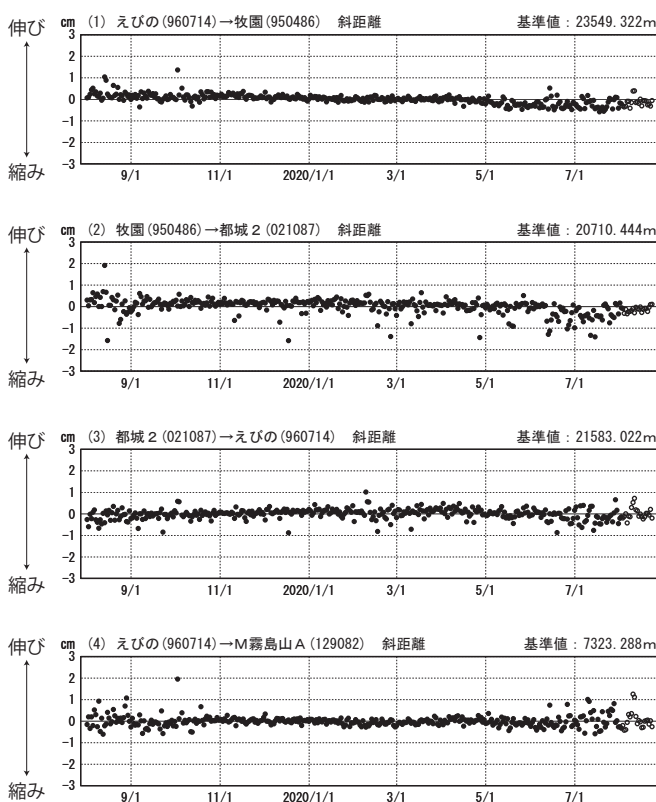 伸び
縮み
cm (1) えびの(960714)→牧園(950486) 斜距離 基準値：23549.322m
3
2
1
0
-1
-2
-3
9/1 11/1 2020/1/1 3/1 5/1 7/1
伸び
縮み
cm (2) 牧園(950486)→都城２(021087) 斜距離 基準値：20710.444m
3
2
1
0
-1
-2
-3
9/1 11/1 2020/1/1 3/1 5/1 7/1
伸び
縮み
cm (3) 都城２(021087)→えびの(960714) 斜距離 基準値：21583.022m
3
2
1
0
-1
-2
-3
9/1 11/1 2020/1/1 3/1 5/1 7/1
伸び
縮み
cm (4) えびの(960714)→Ｍ霧島山Ａ(129082) 斜距離 基準値：7323.288m
3
2
1
0
-1
-2
-3
9/1 11/1 2020/1/1 3/1 5/1 7/1